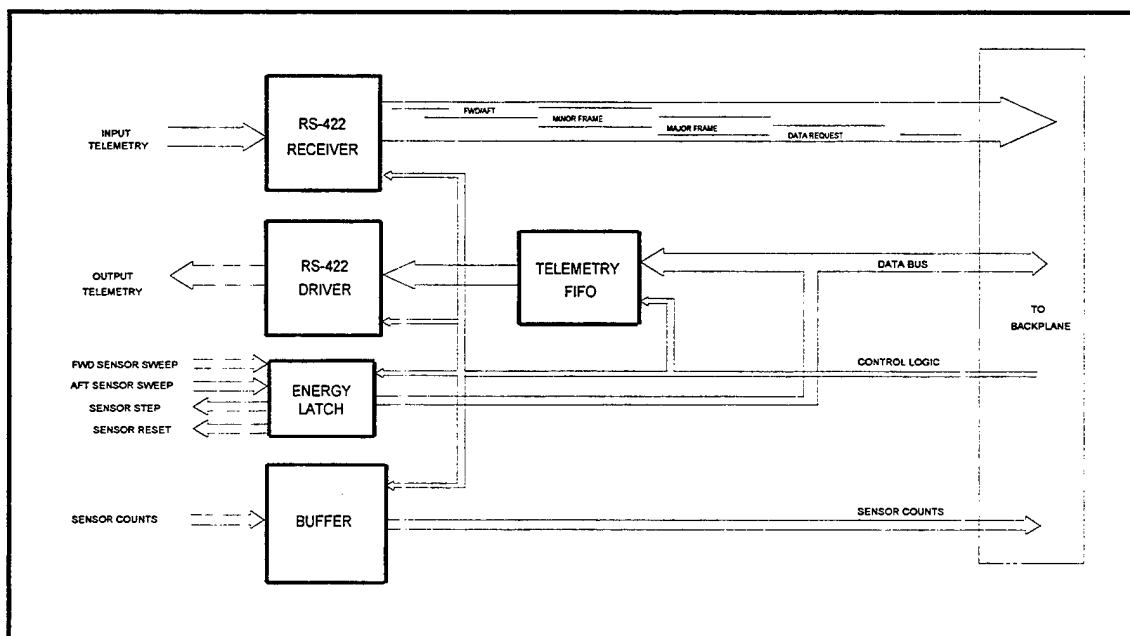 INPUT
TELEMETRY
RS-422
RECEIVER
FWD/AFT
MINOR FRAME
MAJOR FRAME
DATA REQUEST
OUTPUT
TELEMETRY
RS-422
DRIVER
TELEMETRY
FIFO
DATA BUS
TO
BACKPLANE
FWD SENSOR SWEEP
AFT SENSOR SWEEP
SENSOR STEP
SENSOR RESET
ENERGY
LATCH
CONTROL LOGIC
SENSOR COUNTS
BUFFER
SENSOR COUNTS